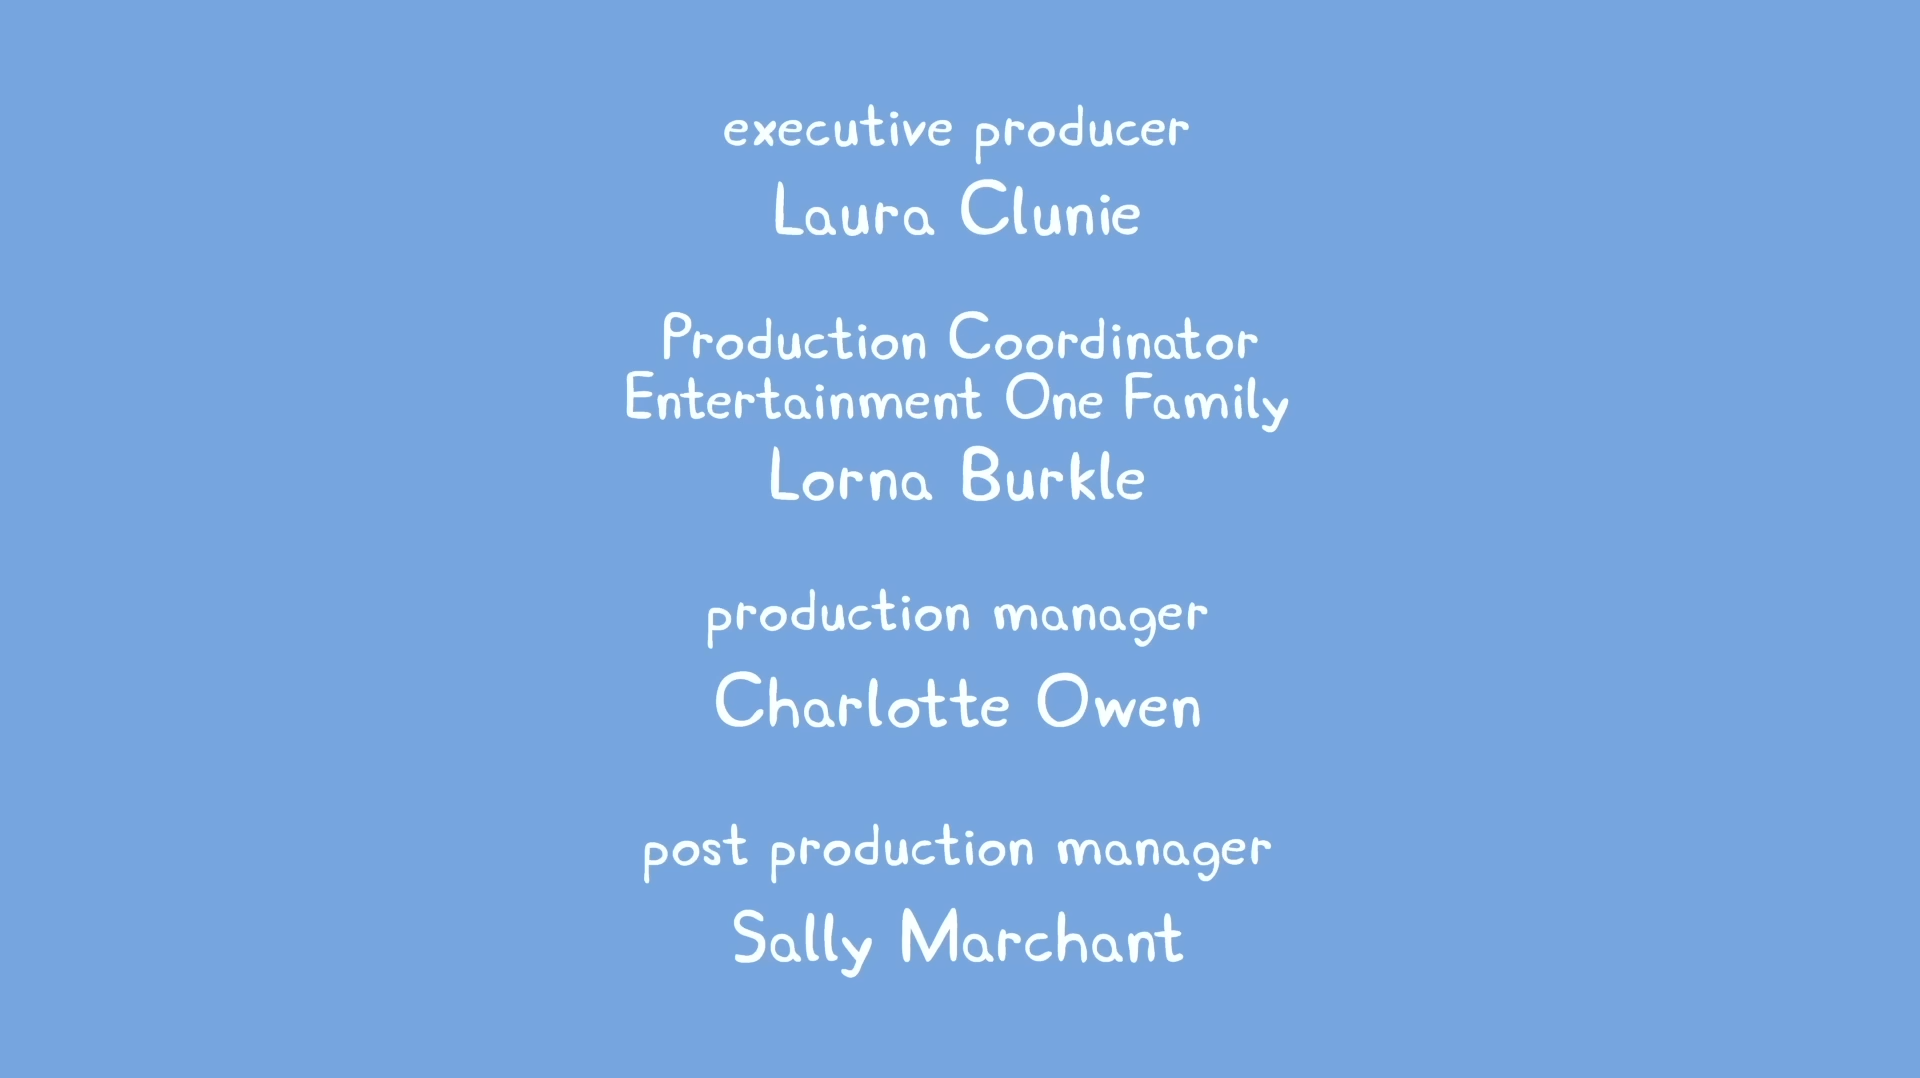 executive producer
Laura Clunie
Production Coordinator
Entertainment One Family
Lorna Burkle
production manager
Charlotte Owen
post production manager
Sally Marchant